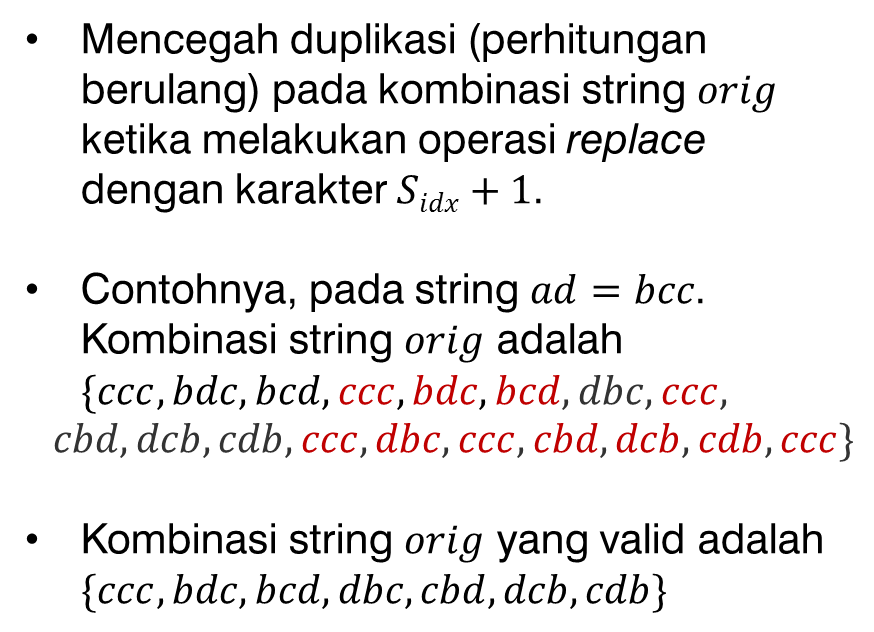 • Mencegah duplikasi (perhitungan
berulang) pada kombinasi string orig
ketika melakukan operasi replace
dengan karakter S_{idx} + 1.
• Contohnya, pada string ad = bcc.
Kombinasi string orig adalah
{ccc, bdc, bcd, ccc, bdc, bcd, dbc, ccc,
cbd, dcb, cdb, ccc, dbc, ccc, cbd, dcb, cdb, ccc}
• Kombinasi string orig yang valid adalah
{ccc, bdc, bcd, dbc, cbd, dcb, cdb}